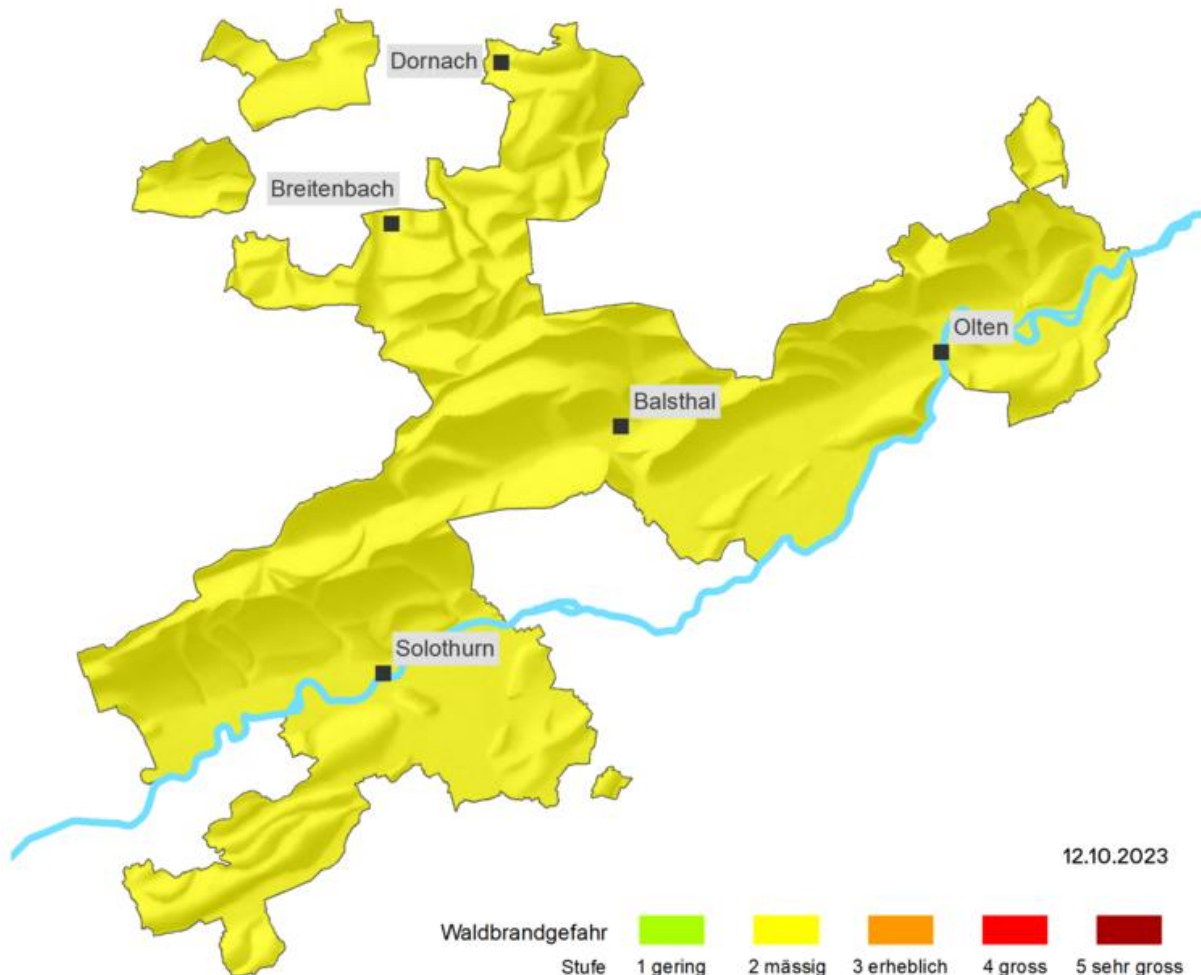 Dornach
Breitenbach
Olten
Balsthal
Solothurn
12.10.2023
Waldbrandgefahr
Stufe 1 gering 2 mässig 3 erheblich 4 gross 5 sehr gross